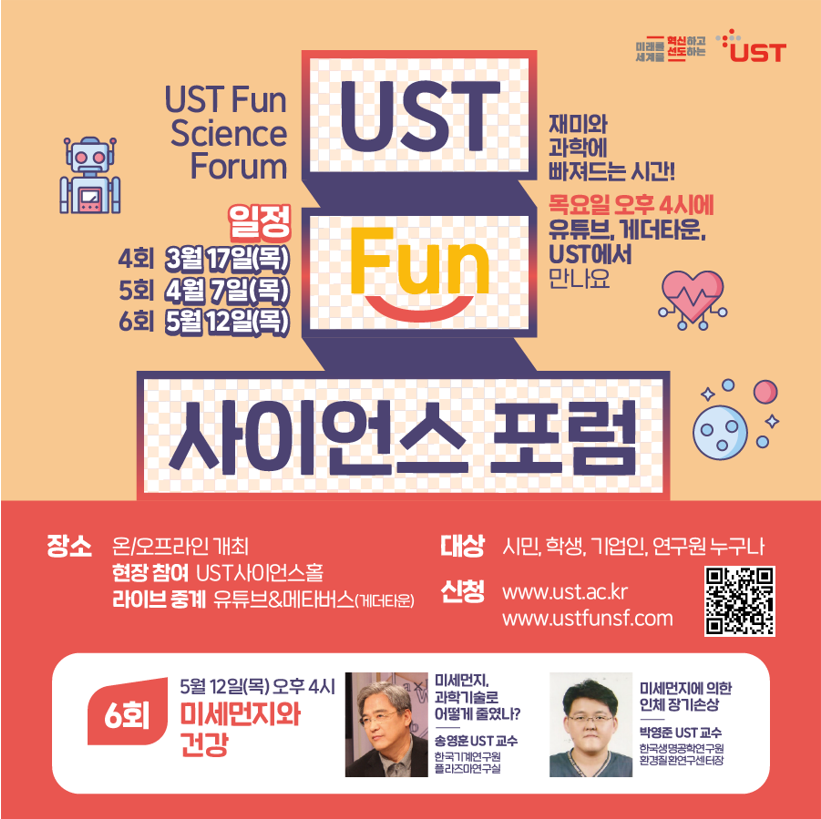 미래를 혁신하고
세계를 선도하는
UST
UST Fun
Science
Forum
일정
4회 3월 17일(목)
5회 4월 7일(목)
6회 5월 12일(목)
UST
Fun
사이언스 포럼
재미와
과학에
빠져드는 시간!
목요일 오후 4시에
유튜브, 게더타운,
UST에서
만나요
장소 온/오프라인 개최
현장 참여 UST사이언스홀
라이브 중계 유튜브&메타버스(게더타운)
대상 시민, 학생, 기업인, 연구원 누구나
신청 www.ust.ac.kr
www.ustfunsf.com
6회
5월 12일(목) 오후 4시
미세먼지와
건강
미세먼지,
과학기술로
어떻게 줄였나?
송영훈 UST 교수
한국기계연구원
플라즈마연구실
미세먼지에 의한
인체 장기손상
박영준 UST 교수
한국생명공학연구원
환경질환연구센터장